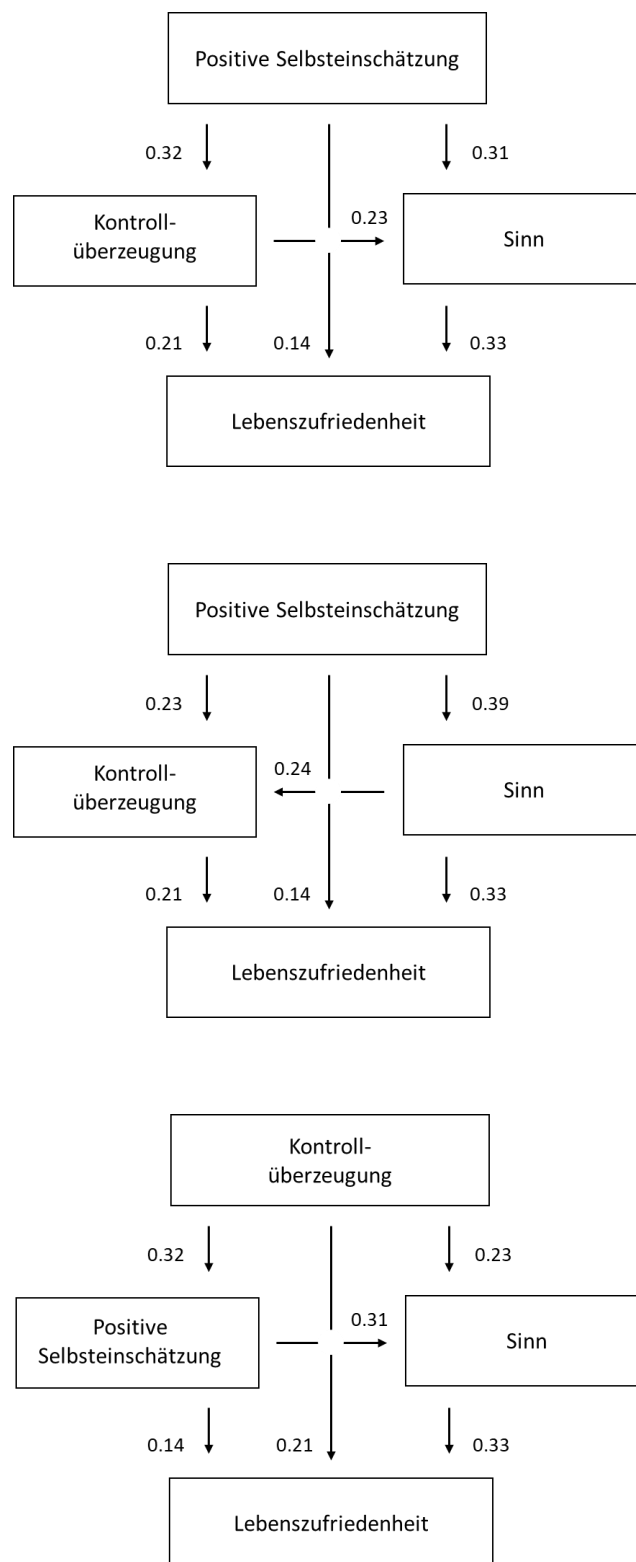 Positive Selbsteinschätzung
0.32
0.31
Kontroll-
überzeugung
0.23
Sinn
0.21
0.14
0.33
Lebenszufriedenheit
Positive Selbsteinschätzung
0.23
0.39
Kontroll-
überzeugung
0.24
Sinn
0.21
0.14
0.33
Lebenszufriedenheit
Kontroll-
überzeugung
0.32
0.23
Positive
Selbsteinschätzung
0.31
Sinn
0.14
0.21
0.33
Lebenszufriedenheit